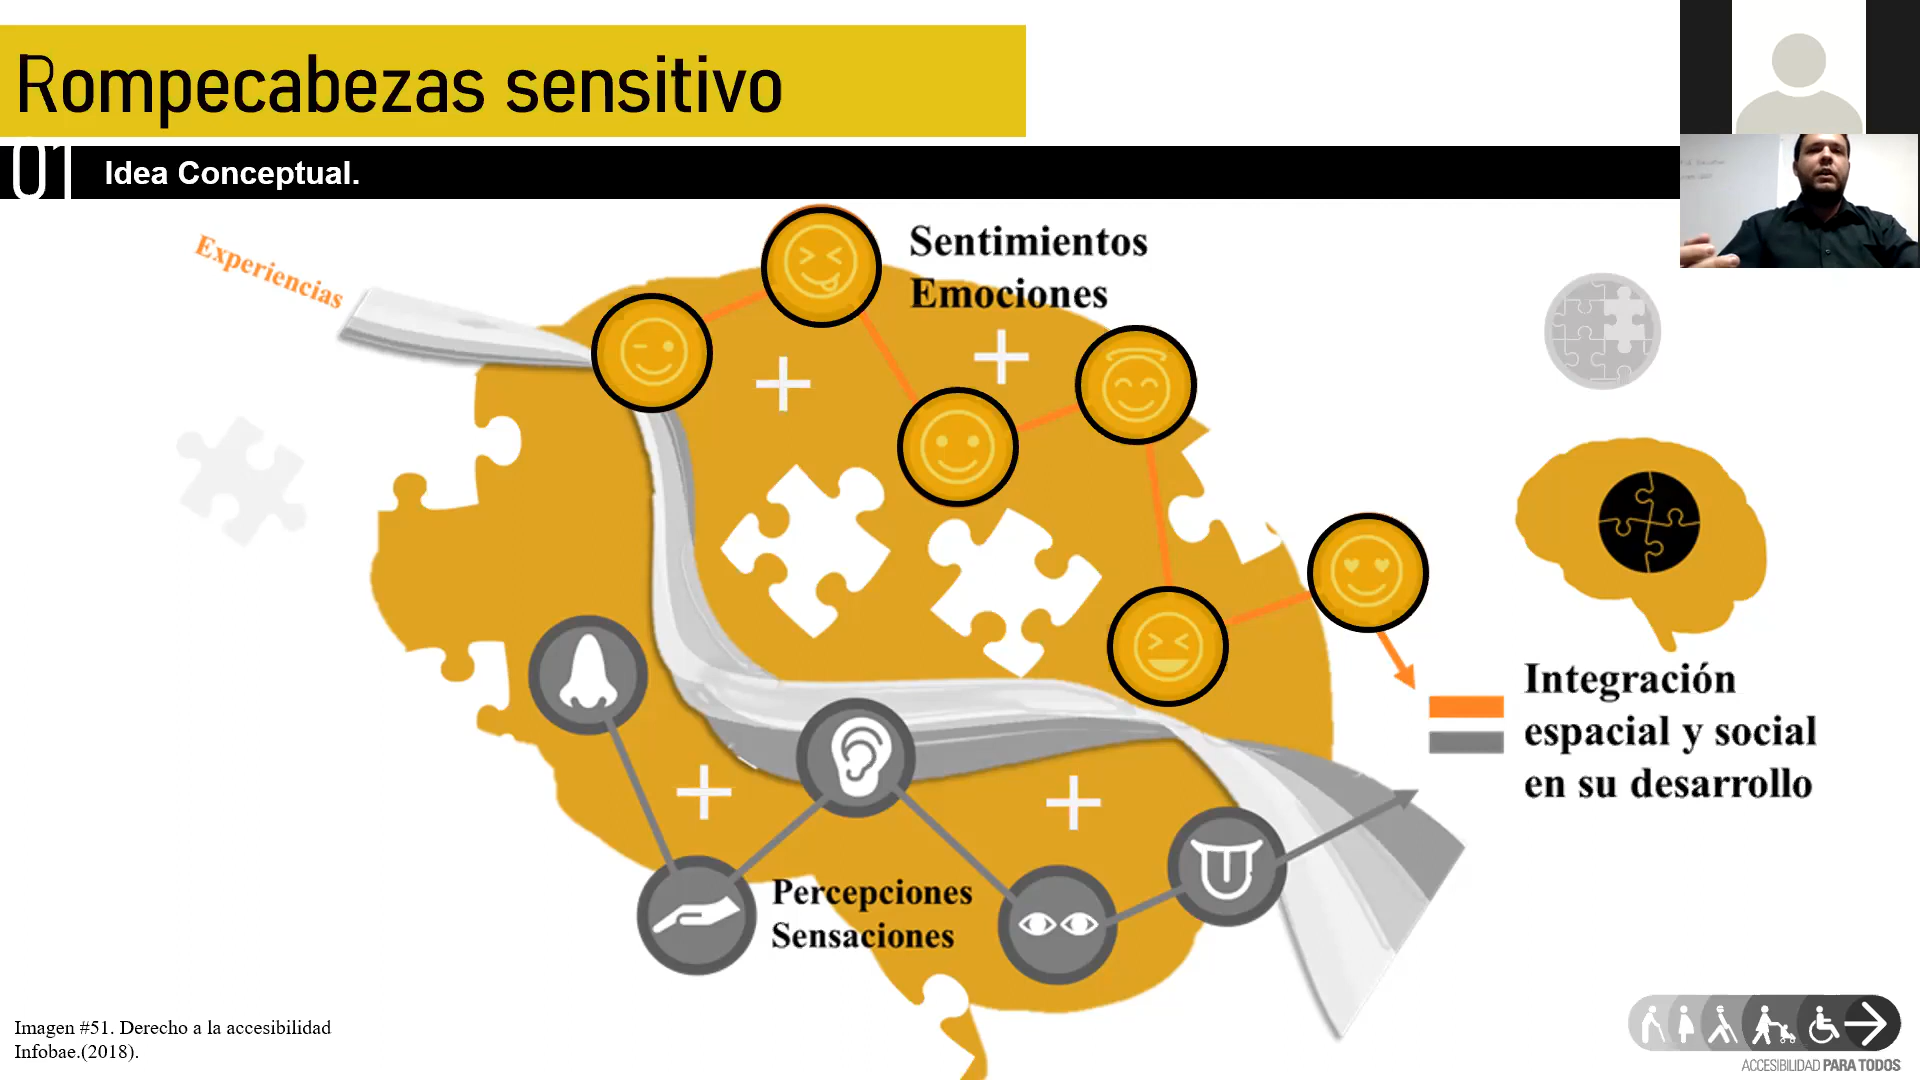 Rompecabezas sensitivo
01 Idea Conceptual.
Experiencias
Sentimientos
Emociones
Integración
espacial y social
en su desarrollo
Percepciones
Sensaciones
Imagen #51. Derecho a la accesibilidad
Infobae.(2018).
ACCESIBILIDAD PARA TODOS